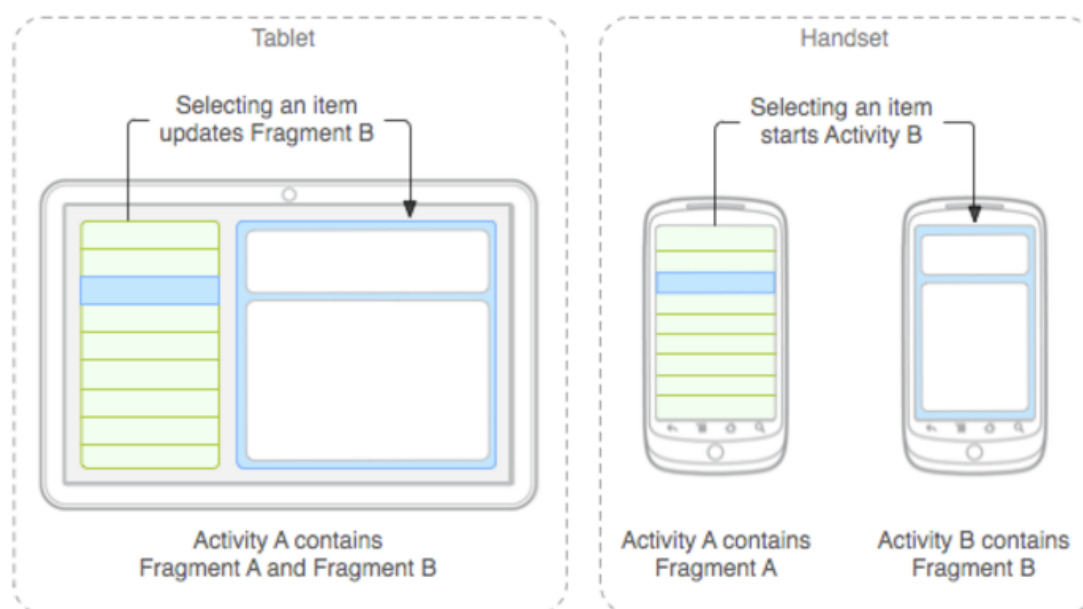 Tablet
Selecting an item
updates Fragment B
Activity A contains
Fragment A and Fragment B
Handset
Selecting an item
starts Activity B
Activity A contains
Fragment A
Activity B contains
Fragment B